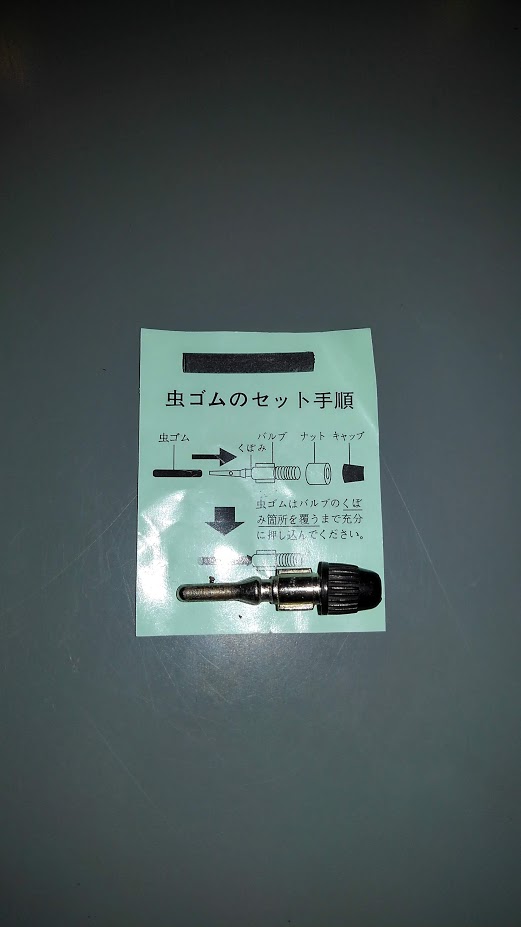 虫ゴムのセット手順
虫ゴム
くぼみ
バルブ
ナット
キャップ
虫ゴムはバルブのくぼ
み箇所を覆うまで充分
に押し込んでください。